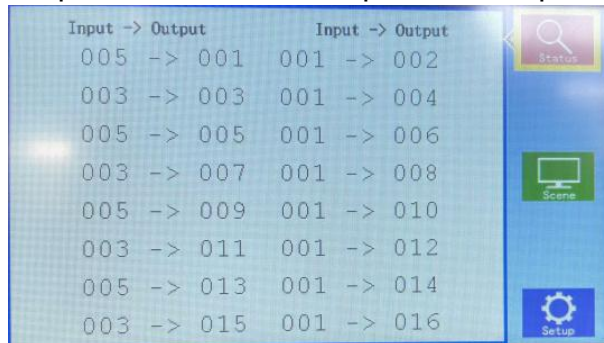 Input -> Output Input -> Output
005 -> 001 001 -> 002
003 -> 003 001 -> 004
005 -> 005 001 -> 006
003 -> 007 001 -> 008
005 -> 009 001 -> 010
003 -> 011 001 -> 012
005 -> 013 001 -> 014
003 -> 015 001 -> 016
Status
Scene
Setup